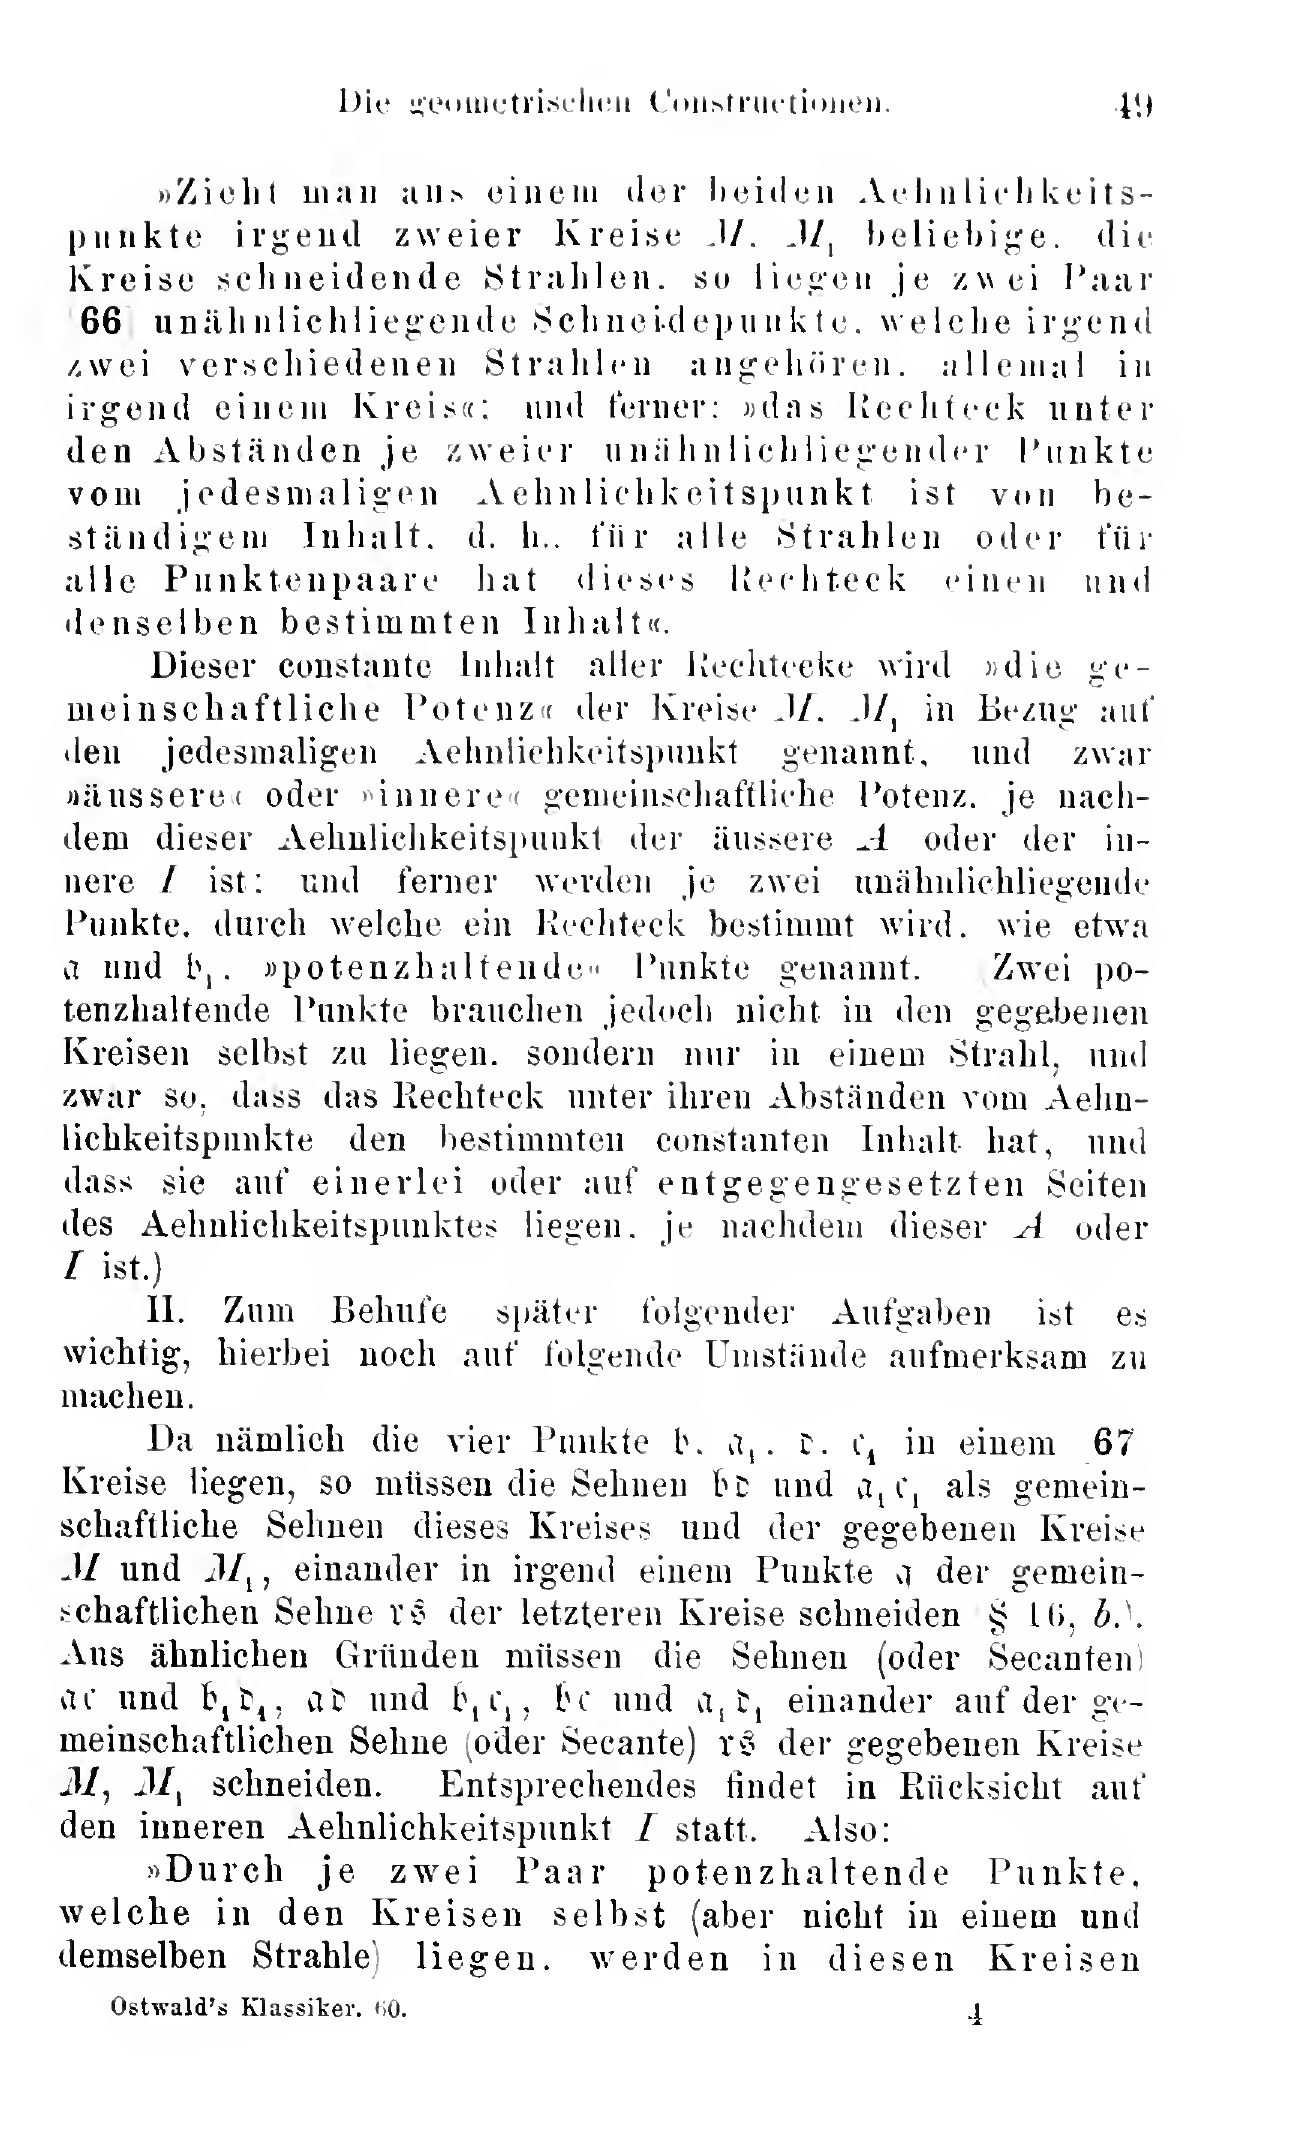 Die geometrischen Constructionen. 49
»Zieht man aus einem der beiden Aehnlichkeits-
punkte irgend zweier Kreise M, M₁ beliebige, die
Kreise schneidende Strahlen, so liegen je zwei Paar
66 unähnlichliegende Schneidepunkte, welche irgend
zwei verschiedenen Strahlen angehören, allemal in
irgend einem Kreis«; und ferner: »das Rechteck unter
den Abständen je zweier unähnlichliegender Punkte
vom jedesmaligen Aehnlichkeitspunkt ist von be-
ständigem Inhalt, d. h., für alle Strahlen oder für
alle Punktenpaare hat dieses Rechteck einen und
denselben bestimmten Inhalt«.
Dieser constante Inhalt aller Rechtecke wird »die ge-
meinschaftliche Potenz« der Kreise M, M₁ in Bezug auf
den jedesmaligen Aehnlichkeitspunkt genannt, und zwar
»äussere« oder »innere« gemeinschaftliche Potenz, je nach-
dem dieser Aehnlichkeitspunkt der äussere A oder der in-
nere I ist; und ferner werden je zwei unähnlichliegende
Punkte, durch welche ein Rechteck bestimmt wird, wie etwa
a und b₁, »potenzhaltende« Punkte genannt. (Zwei po-
tenzhaltende Punkte brauchen jedoch nicht in den gegebenen
Kreisen selbst zu liegen, sondern nur in einem Strahl, und
zwar so, dass das Rechteck unter ihren Abständen vom Aehn-
lichkeitspunkte den bestimmten constanten Inhalt hat, und
dass sie auf einerlei oder auf entgegengesetzten Seiten
des Aehnlichkeitspunktes liegen, je nachdem dieser A oder
I ist.)
II. Zum Behufe später folgender Aufgaben ist es
wichtig, hierbei noch auf folgende Umstände aufmerksam zu
machen.
Da nämlich die vier Punkte b, a₁, d, c₁ in einem 67
Kreise liegen, so müssen die Sehnen bd und a₁c₁ als gemein-
schaftliche Sehnen dieses Kreises und der gegebenen Kreise
M und M₁, einander in irgend einem Punkte q der gemein-
schaftlichen Sehne rs der letzteren Kreise schneiden (§ 16, b.).
Aus ähnlichen Gründen müssen die Sehnen (oder Secanten)
ac und b₁d₁, ad und b₁c₁, bc und a₁d₁ einander auf der ge-
meinschaftlichen Sehne (oder Secante) rs der gegebenen Kreise
M, M₁ schneiden. Entsprechendes findet in Rücksicht auf
den inneren Aehnlichkeitspunkt I statt. Also:
»Durch je zwei Paar potenzhaltende Punkte,
welche in den Kreisen selbst (aber nicht in einem und
demselben Strahle) liegen, werden in diesen Kreisen
Ostwald's Klassiker. 60. 4